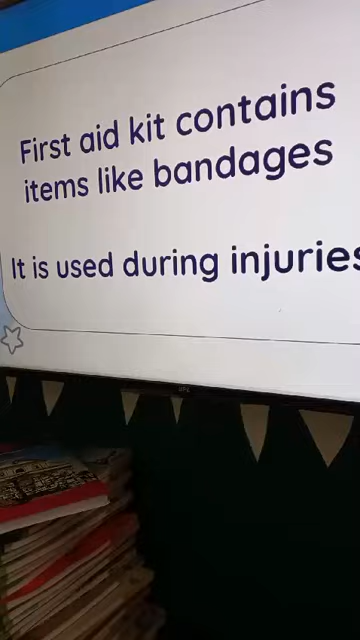 First aid kit contains
items like bandages
It is used during injuries